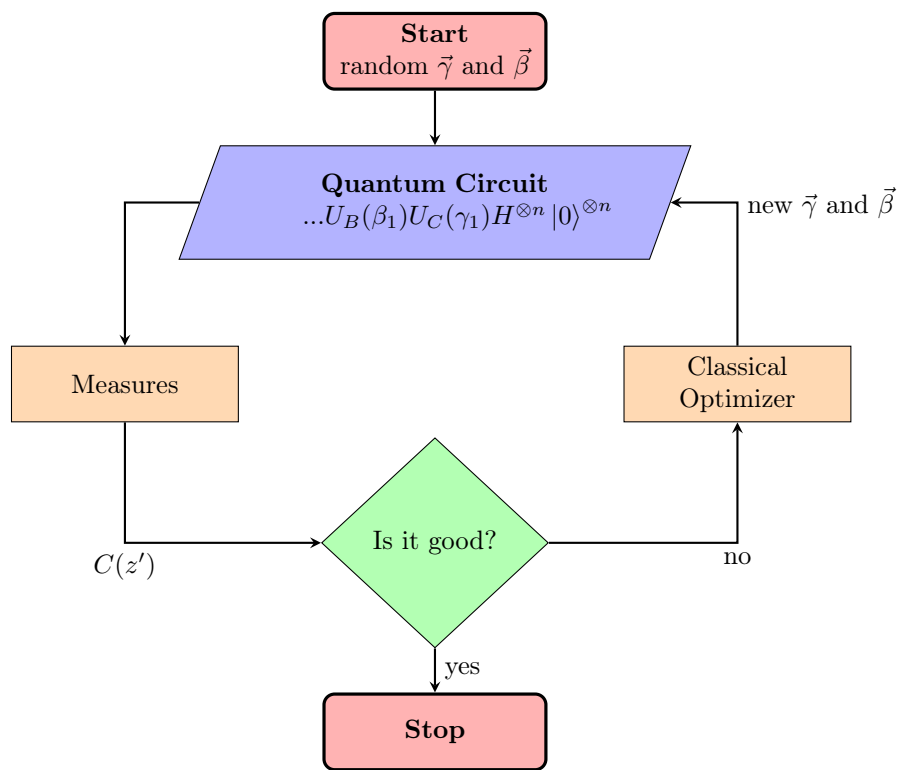 Start
random $\vec{\gamma}$ and $\vec{\beta}$
Quantum Circuit
$...U_B(\beta_1)U_C(\gamma_1)H^{\otimes n}\,|0\rangle^{\otimes n}$
new $\vec{\gamma}$ and $\vec{\beta}$
Measures
Classical
Optimizer
Is it good?
$C(z')$
no
yes
Stop